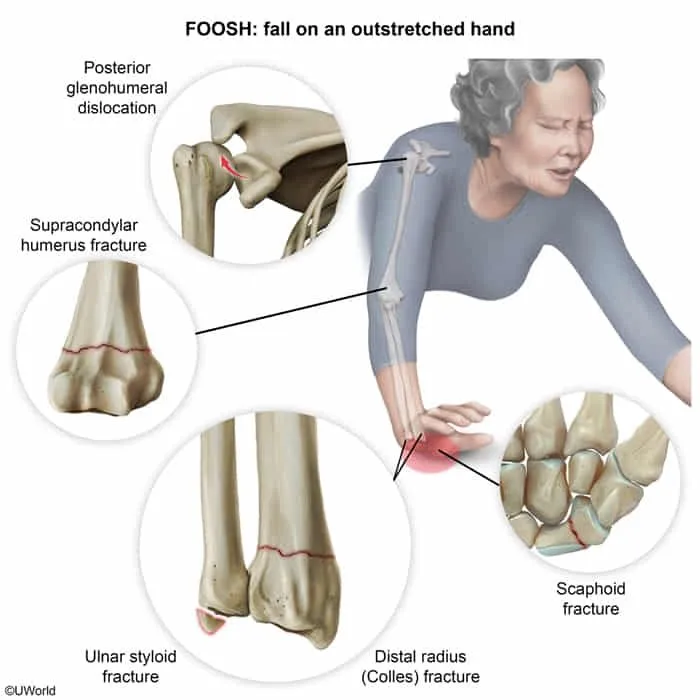 FOOSH: fall on an outstretched hand
Posterior
glenohumeral
dislocation
Supracondylar
humerus fracture
Scaphoid
fracture
Ulnar styloid
fracture
Distal radius
(Colles) fracture
©UWorld